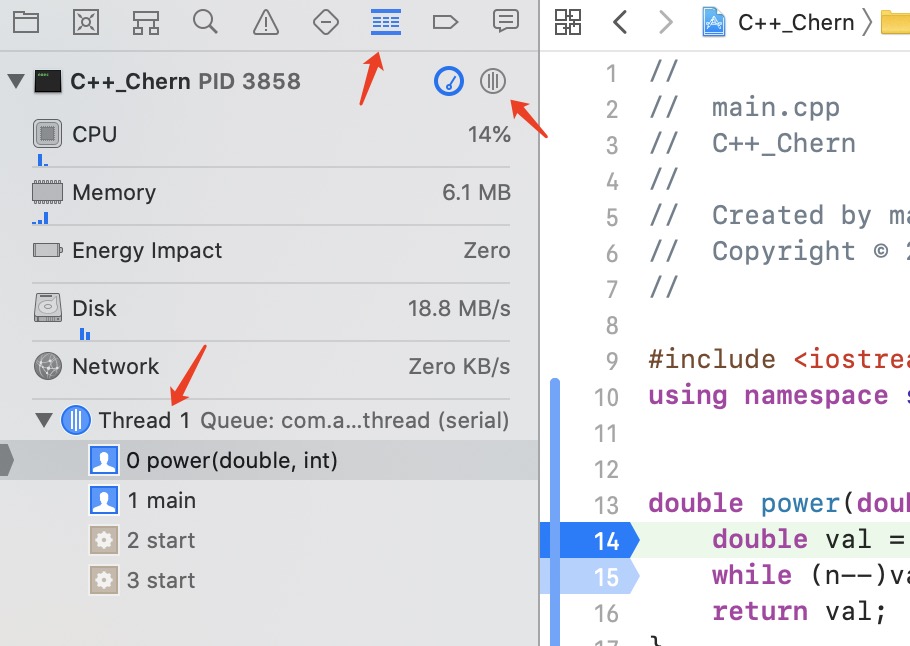 C++_Chern PID 3858
CPU 14%
Memory 6.1 MB
Energy Impact Zero
Disk 18.8 MB/s
Network Zero KB/s
Thread 1 Queue: com.a...thread (serial)
0 power(double, int)
1 main
2 start
3 start
C++_Chern
1 //
2 // main.cpp
3 // C++_Chern
4 //
5 // Created by ma
6 // Copyright ©
7 //
8
9 #include <iostrea
10 using namespace s
11
12
13 double power(doub
14 double val =
15 while (n--)va
16 return val;
17 }